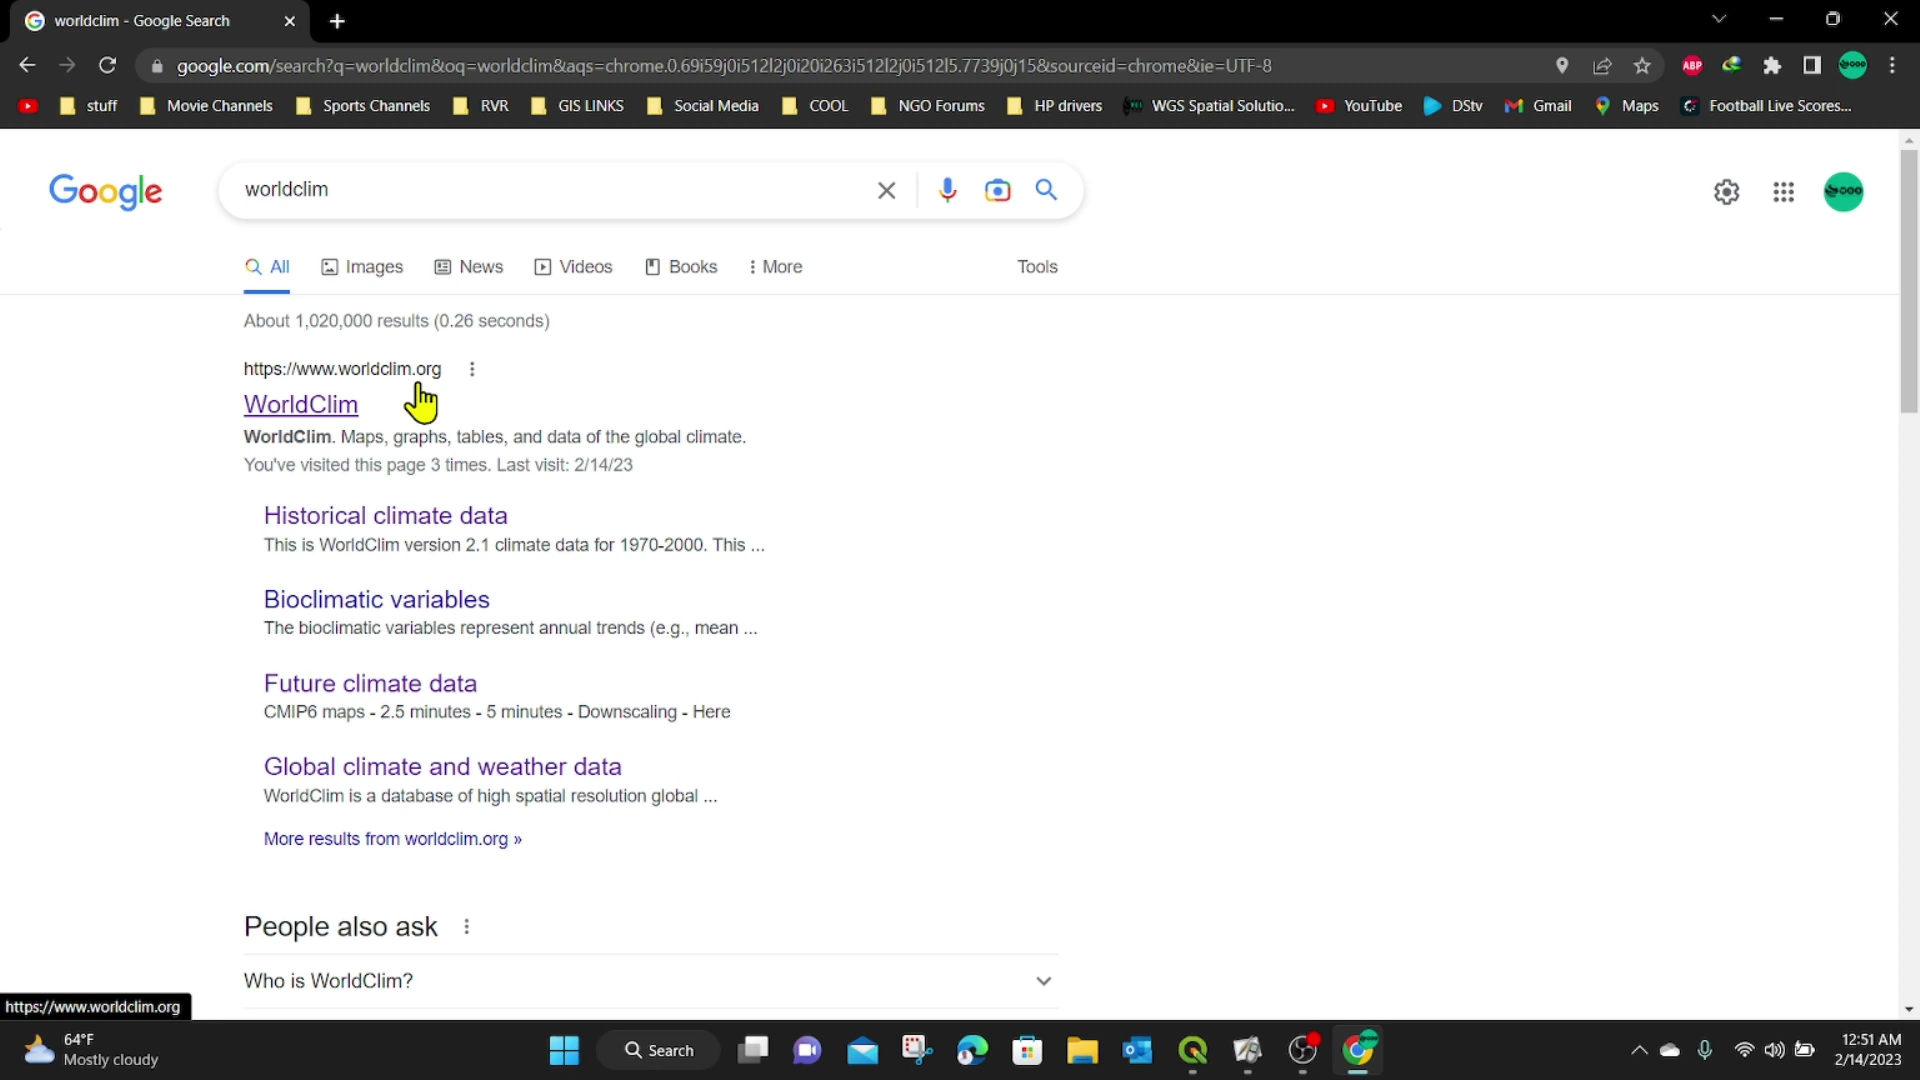 worldclim - Google Search
google.com/search?q=worldclim&oq=worldclim&aqs=chrome.0.69i59j0i512l2j0i20i263i512l2j0i512l5.7739j0j15&sourceid=chrome&ie=UTF-8
ABP
stuff Movie Channels Sports Channels RVR GIS LINKS Social Media COOL NGO Forums HP drivers WGS Spatial Solutio... YouTube DStv Gmail Maps Football Live Scores...
Google
worldclim
All Images News Videos Books More Tools
About 1,020,000 results (0.26 seconds)
https://www.worldclim.org
WorldClim
WorldClim. Maps, graphs, tables, and data of the global climate.
You've visited this page 3 times. Last visit: 2/14/23
Historical climate data
This is WorldClim version 2.1 climate data for 1970-2000. This ...
Bioclimatic variables
The bioclimatic variables represent annual trends (e.g., mean ...
Future climate data
CMIP6 maps - 2.5 minutes - 5 minutes - Downscaling - Here
Global climate and weather data
WorldClim is a database of high spatial resolution global ...
More results from worldclim.org »
People also ask
Who is WorldClim?
https://www.worldclim.org
64°F
Mostly cloudy
Search
12:51 AM
2/14/2023